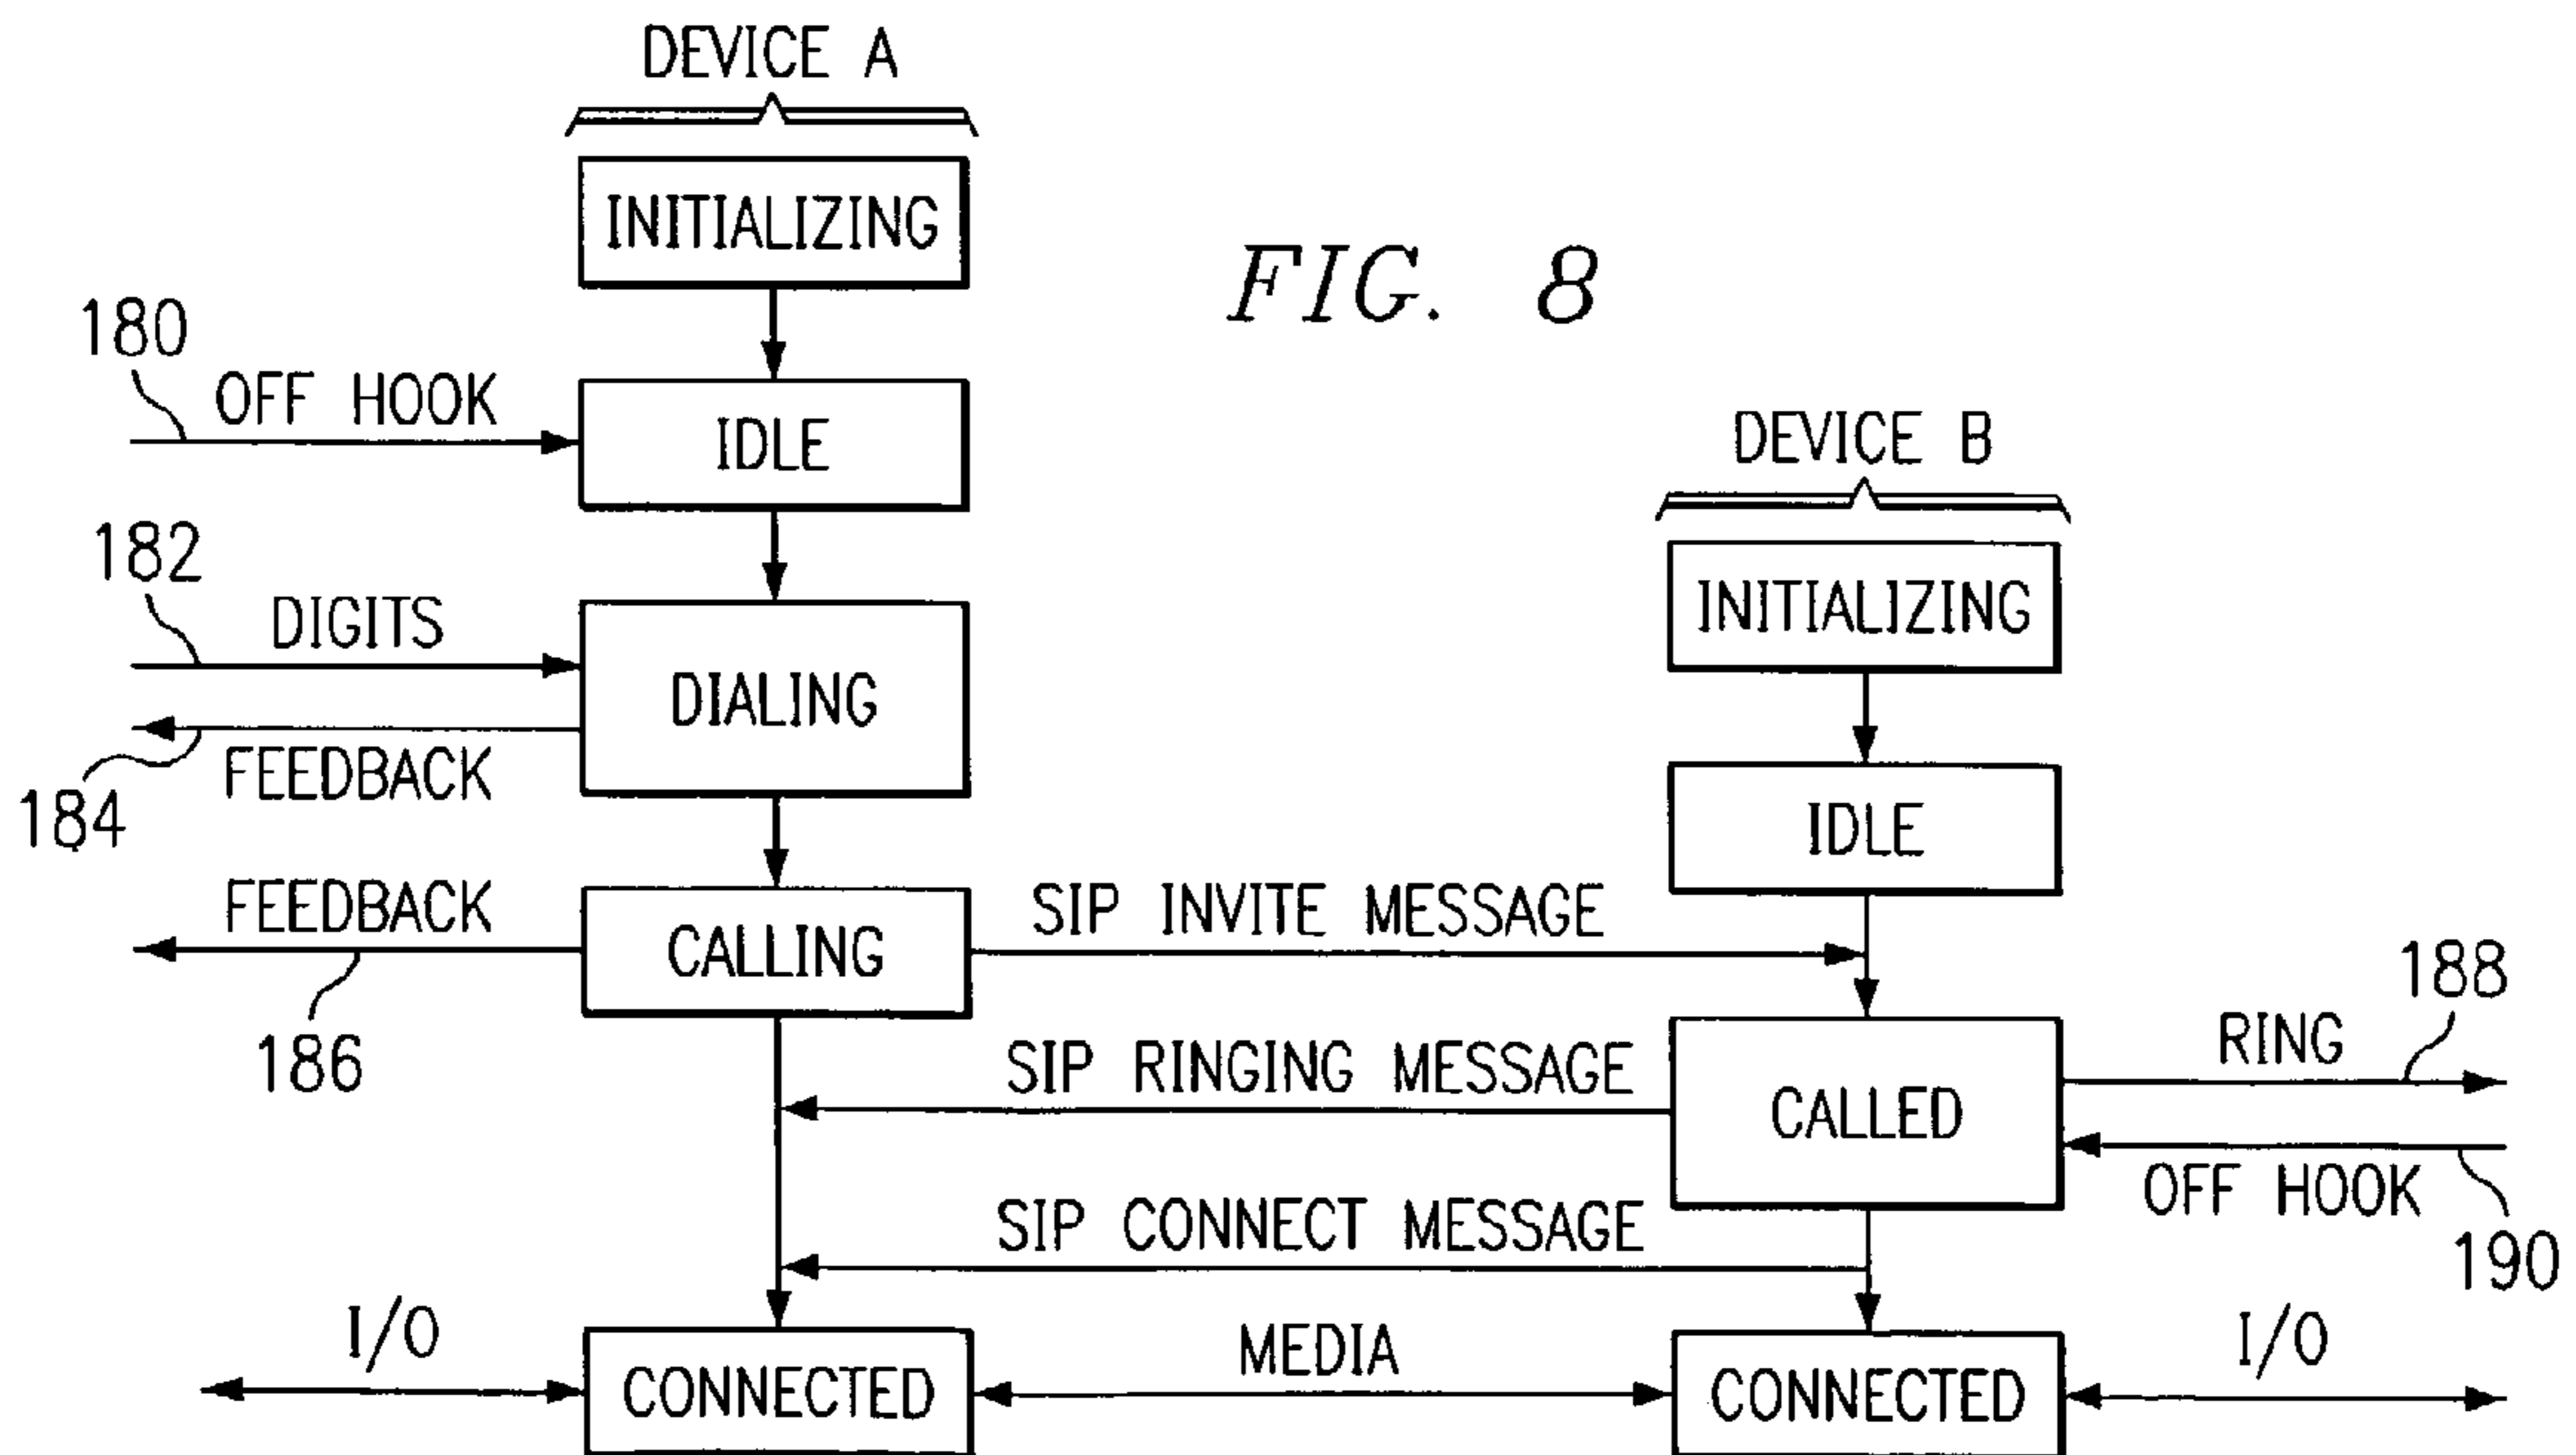 DEVICE A
INITIALIZING
FIG. 8
180
OFF HOOK
IDLE
DEVICE B
182
DIGITS
INITIALIZING
DIALING
184
FEEDBACK
IDLE
FEEDBACK
CALLING
SIP INVITE MESSAGE
186
188
RING
SIP RINGING MESSAGE
CALLED
OFF HOOK
190
SIP CONNECT MESSAGE
I/O
CONNECTED
MEDIA
CONNECTED
I/O